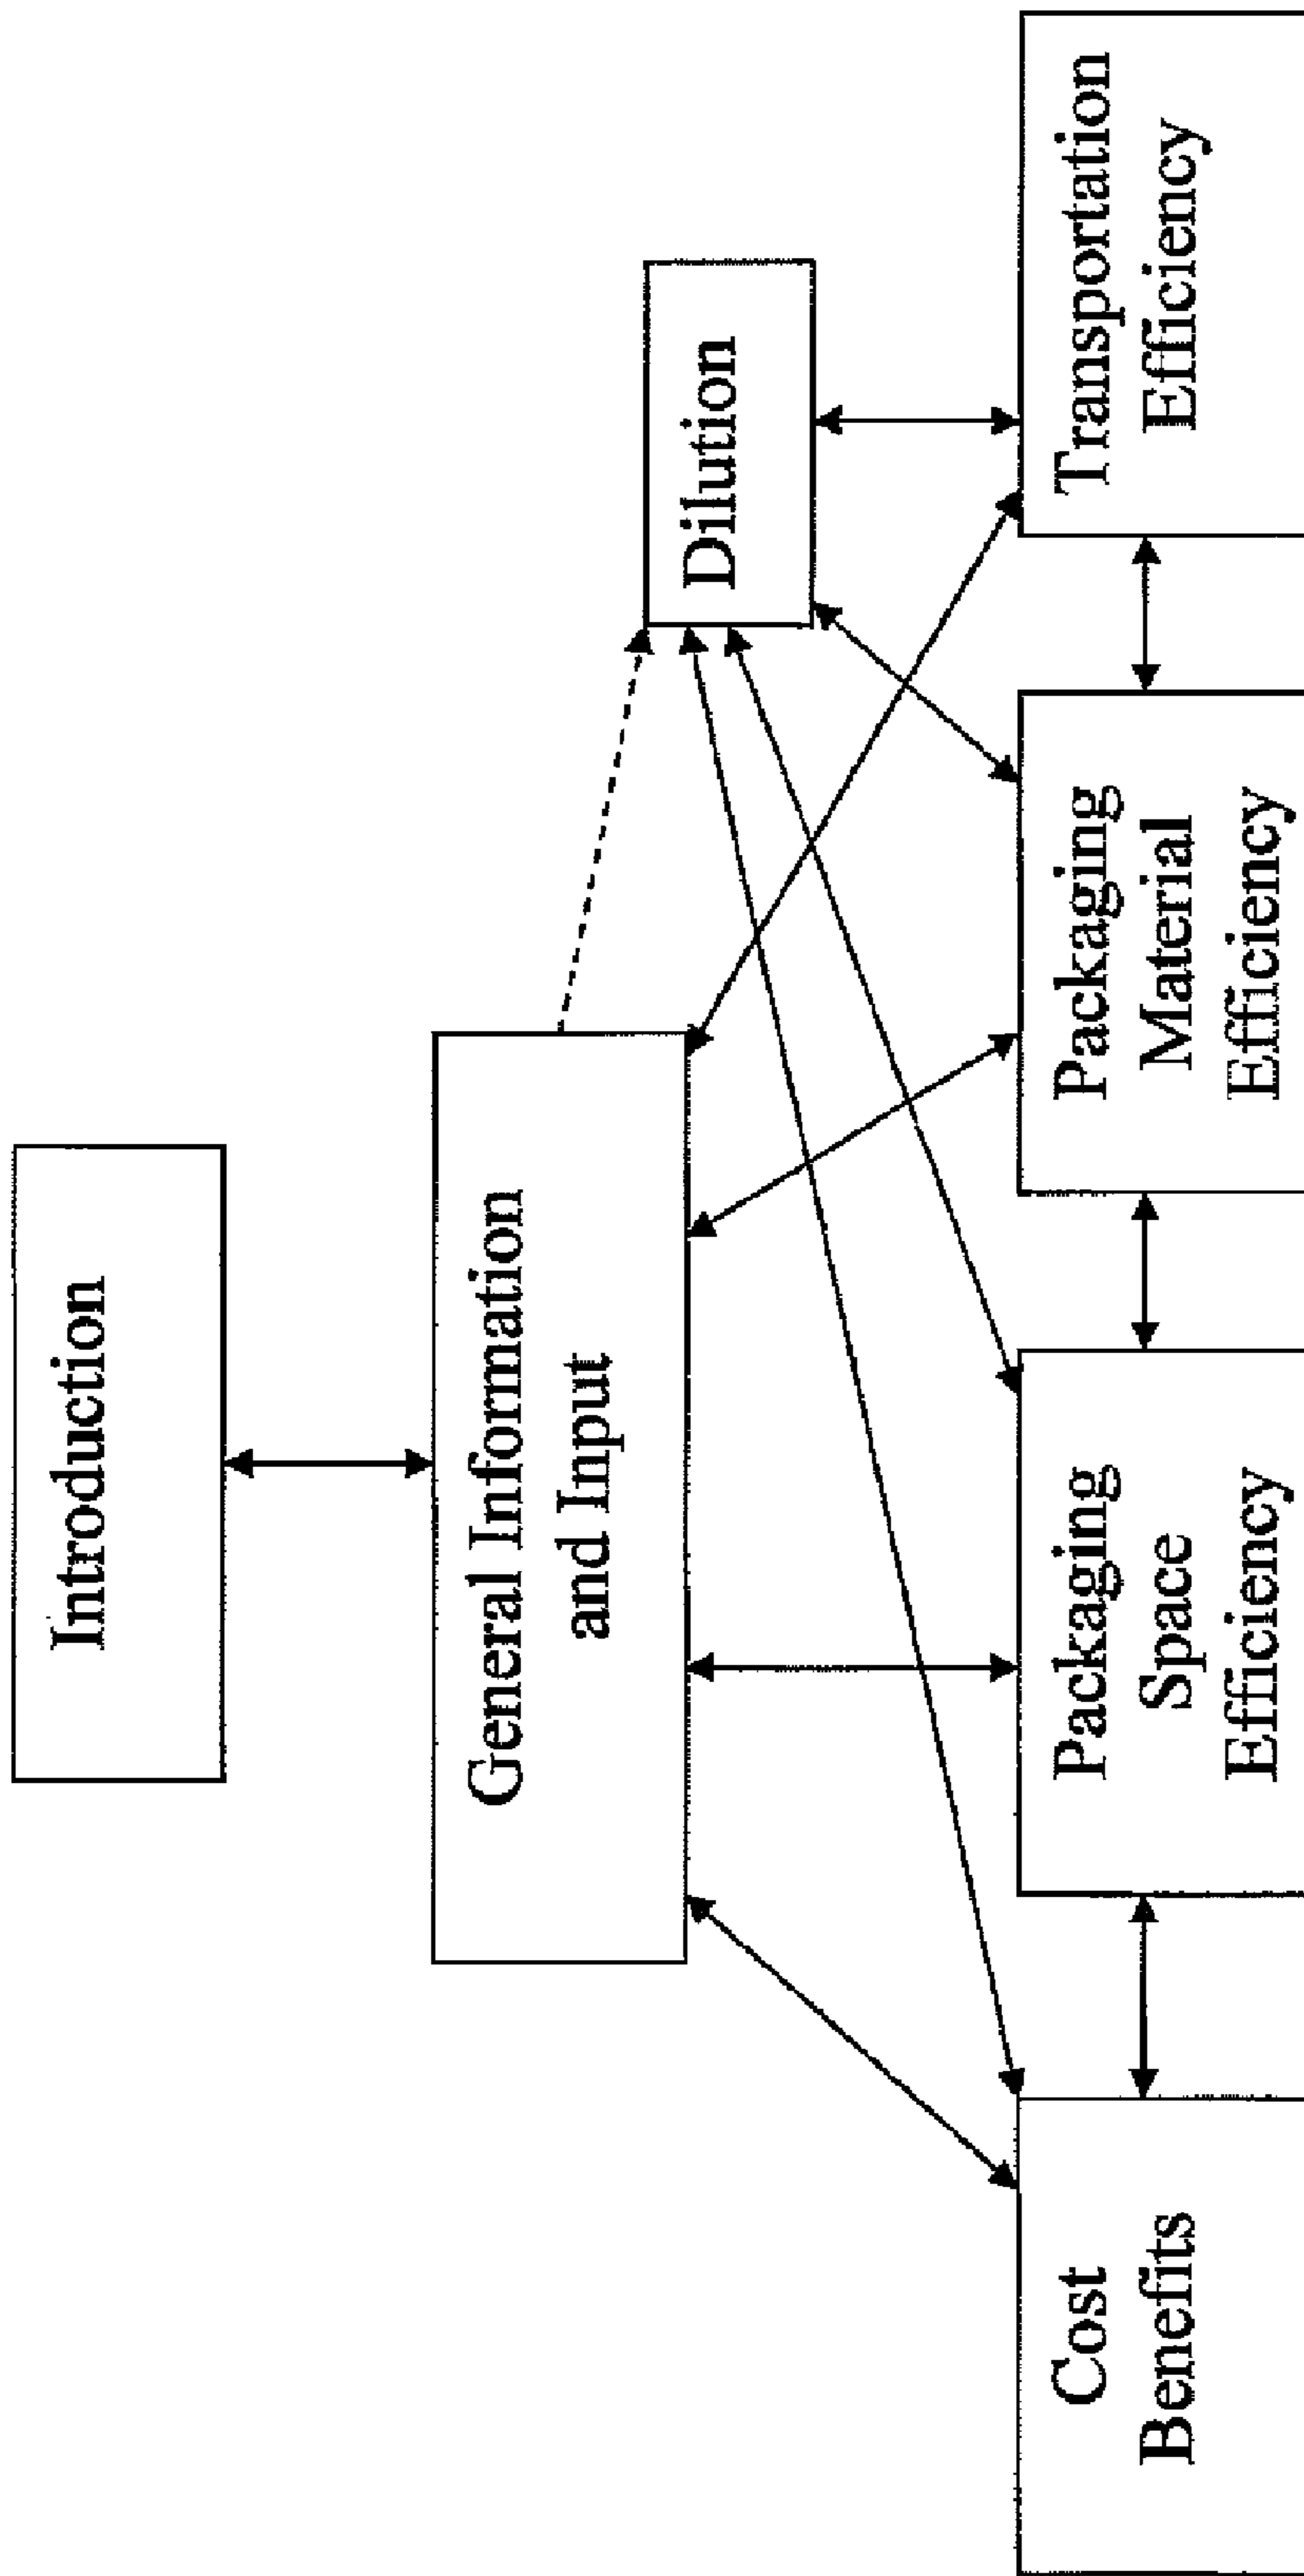 Introduction
General Information
and Input
Dilution
Cost
Benefits
Packaging
Space
Efficiency
Packaging
Material
Efficiency
Transportation
Efficiency